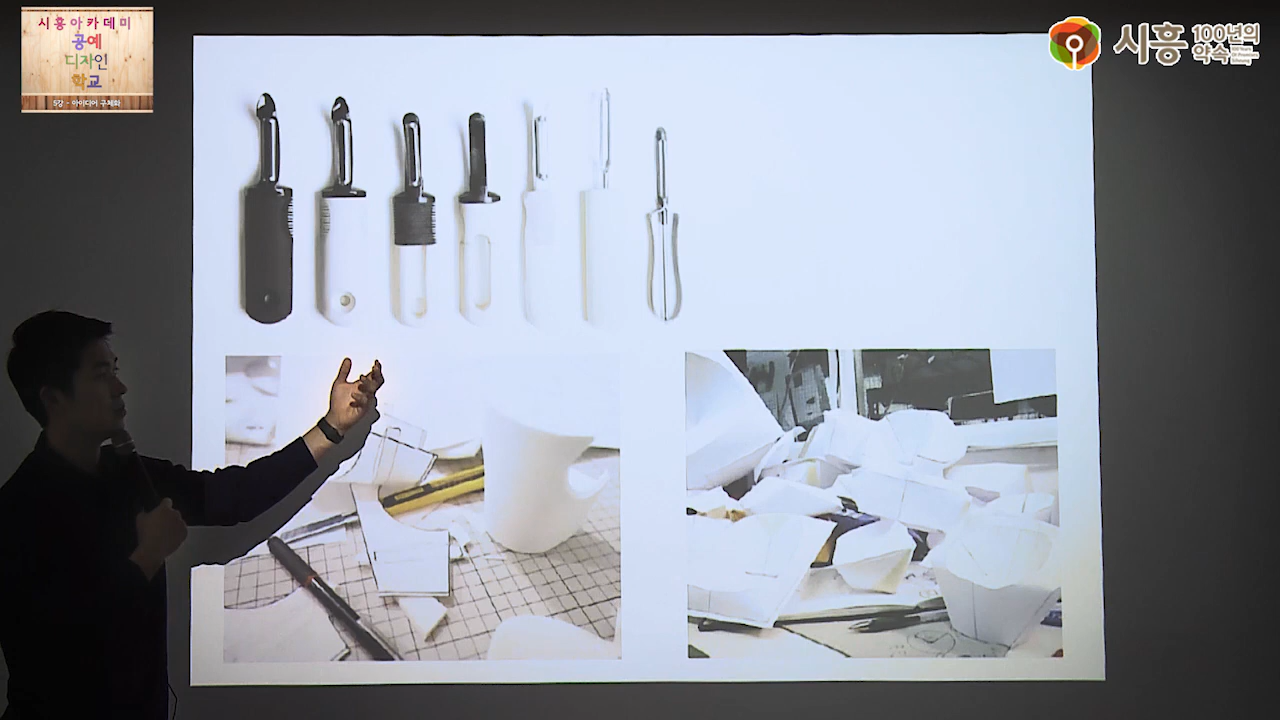 시흥아카데미
공예
디자인
학교
5강 - 아이디어 구체화
시흥
100년의
약속